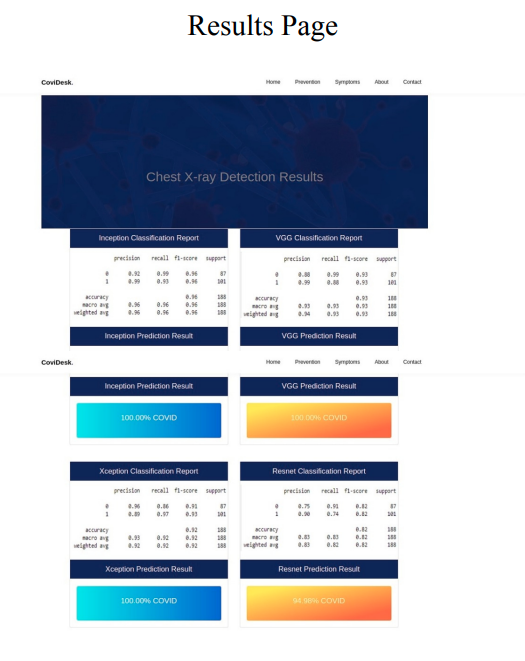 Results Page
CoviDesk.
Home Prevention Symptoms About Contact
Chest X-ray Detection Results
Inception Classification Report
precision recall f1-score support
0 0.92 0.99 0.96 87
1 0.99 0.93 0.96 101
accuracy 0.96 188
macro avg 0.96 0.96 0.96 188
weighted avg 0.96 0.96 0.96 188
Inception Prediction Result
VGG Classification Report
precision recall f1-score support
0 0.88 0.99 0.93 87
1 0.99 0.88 0.93 101
accuracy 0.93 188
macro avg 0.93 0.93 0.93 188
weighted avg 0.94 0.93 0.93 188
VGG Prediction Result
CoviDesk.
Home Prevention Symptoms About Contact
Inception Prediction Result
100.00% COVID
VGG Prediction Result
100.00% COVID
Xception Classification Report
precision recall f1-score support
0 0.96 0.86 0.91 87
1 0.89 0.97 0.93 101
accuracy 0.92 188
macro avg 0.93 0.92 0.92 188
weighted avg 0.92 0.92 0.92 188
Xception Prediction Result
100.00% COVID
Resnet Classification Report
precision recall f1-score support
0 0.75 0.91 0.82 87
1 0.90 0.74 0.82 101
accuracy 0.82 188
macro avg 0.83 0.83 0.82 188
weighted avg 0.83 0.82 0.82 188
Resnet Prediction Result
94.98% COVID